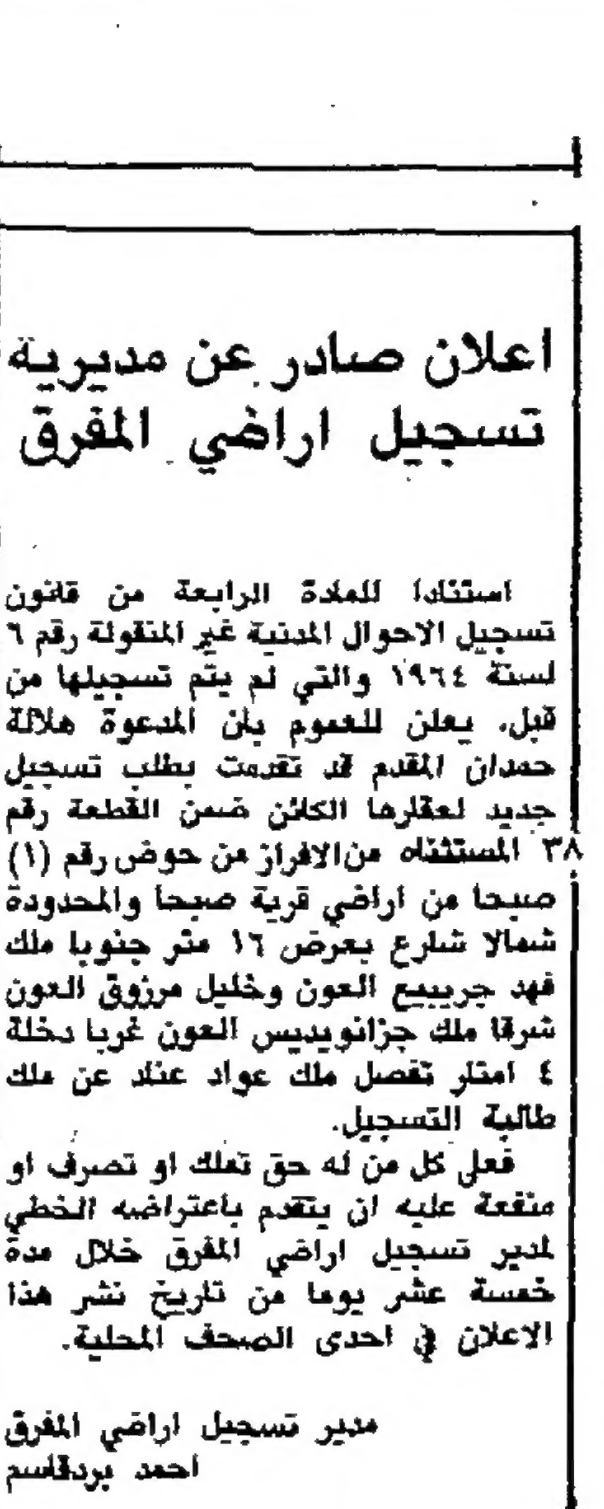 اعلان صادر عن مديرية
تسجيل اراضي المفرق
استنادا للمادة الرابعة من قانون
تسجيل الاحوال المدنية غير المنقولة رقم ٦
لسنة ١٩٦٤ والتي لم يتم تسجيلها من
قبل، يعلن للعموم بان المدعوة هلالة
حمدان المقدم قد تقدمت بطلب تسجيل
جديد لعقارها الكائن ضمن القطعة رقم
٣٨ المستثناه من الافراز من حوض رقم (١)
صبحا من اراضي قرية صبحا والمحدودة
شمالا شارع بعرض ١٦ متر جنوبا ملك
فهد جريبيع العون وخليل مرزوق العون
شرقا ملك جزانويديس العون غربا دخلة
٤ امتار تفصل ملك عواد عناد عن ملك
طالبة التسجيل.
فعلى كل من له حق تملك او تصرف او
منفعة عليه ان يتقدم باعتراضه الخطي
لمدير تسجيل اراضي المفرق خلال مدة
خمسة عشر يوما من تاريخ نشر هذا
الاعلان في احدى الصحف المحلية.
مدير تسجيل اراضي المفرق
احمد بردقاسم